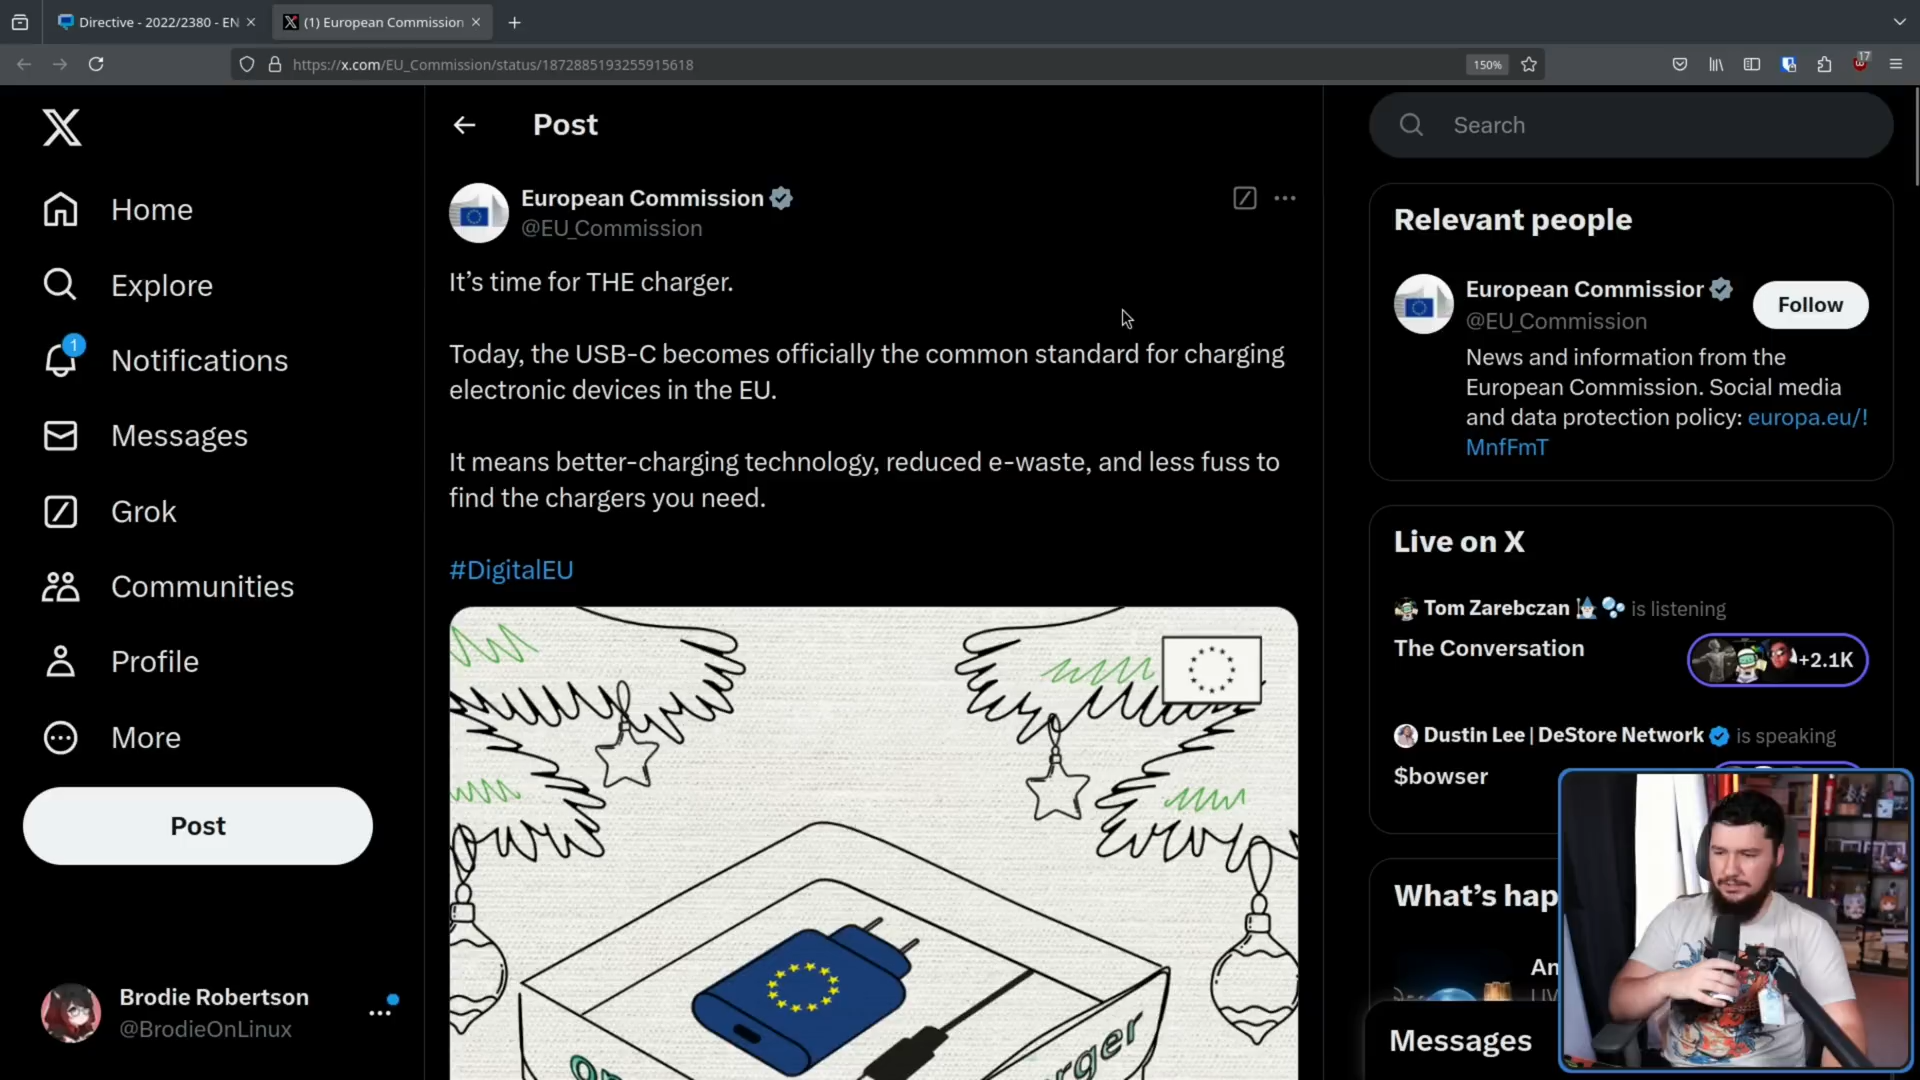 Directive - 2022/2380 - EN
(1) European Commission
https://x.com/EU_Commission/status/1872885193255915618
150%
17
Home
Explore
1
Notifications
Messages
Grok
Communities
Profile
More
Post
Brodie Robertson
@BrodieOnLinux
Post
European Commission
@EU_Commission
It’s time for THE charger.
Today, the USB-C becomes officially the common standard for charging
electronic devices in the EU.
It means better-charging technology, reduced e-waste, and less fuss to
find the chargers you need.
#DigitalEU
Search
Relevant people
European Commission
@EU_Commission
Follow
News and information from the
European Commission. Social media
and data protection policy: europa.eu/!
MnfFmT
Live on X
Tom Zarebczan is listening
The Conversation
+2.1K
Dustin Lee | DeStore Network is speaking
$bowser
What’s hap
An
Messages